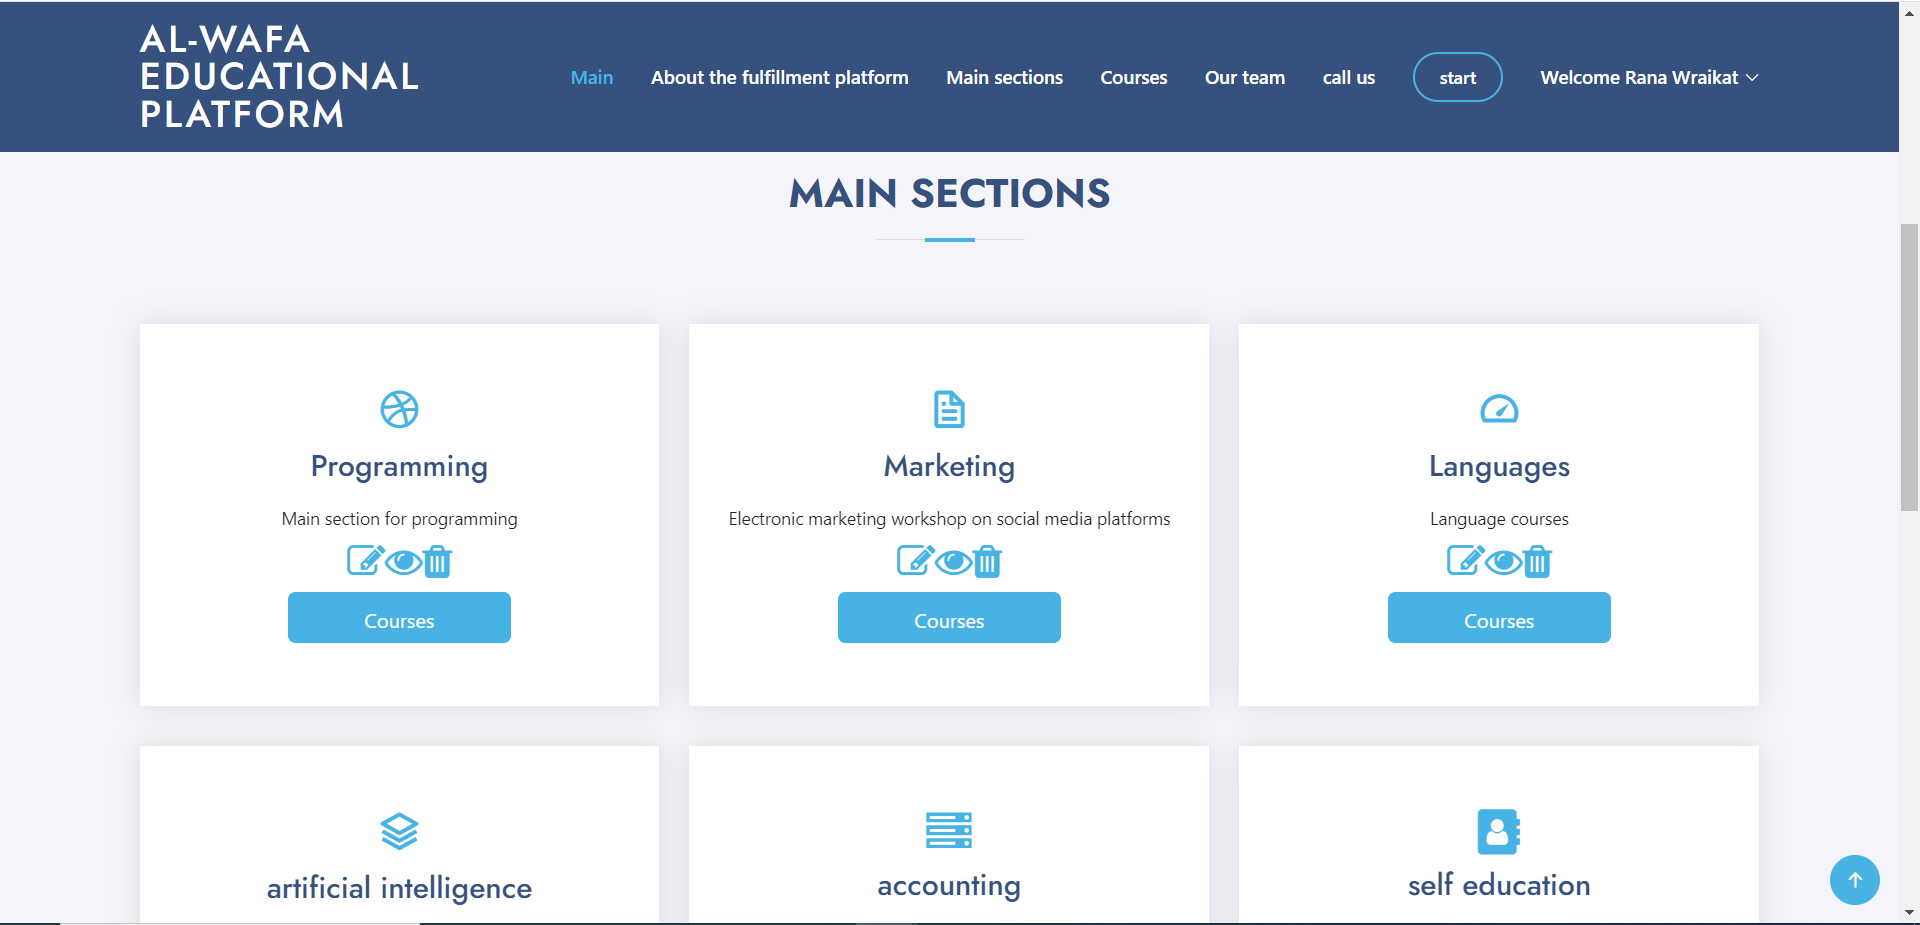 AL-WAFA
EDUCATIONAL
PLATFORM
Main
About the fulfillment platform
Main sections
Courses
Our team
call us
start
Welcome Rana Wraikat
MAIN SECTIONS
Programming
Main section for programming
Courses
Marketing
Electronic marketing workshop on social media platforms
Courses
Languages
Language courses
Courses
artificial intelligence
accounting
self education